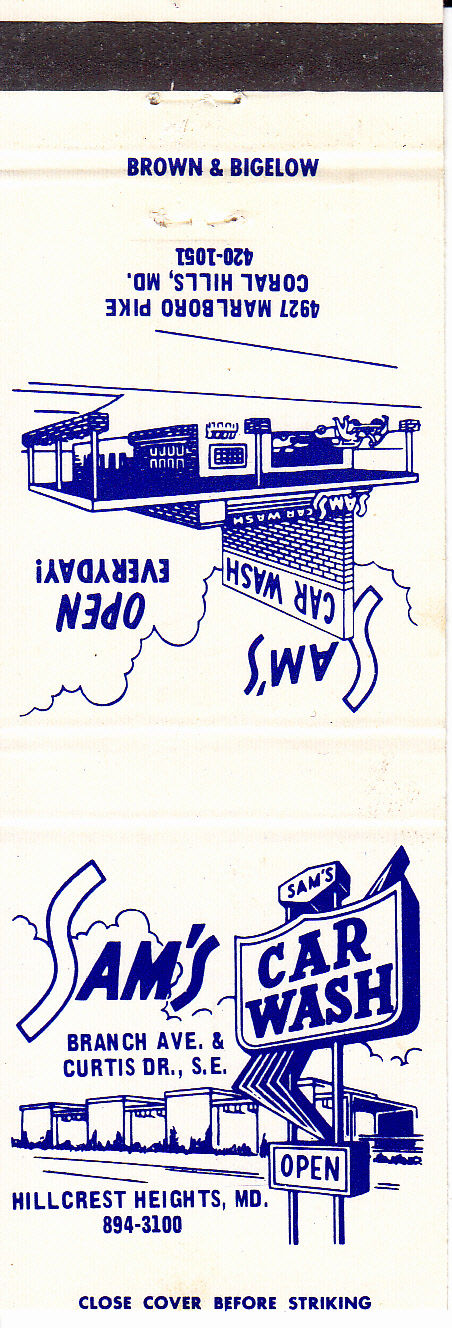 BROWN & BIGELOW
SAM'S
CAR WASH
SAM'S
CAR WASH
OPEN
EVERYDAY!
4927 MARLBORO PIKE
CORAL HILLS, MD.
420-1051
SAM'S
SAM'S
CAR
WASH
BRANCH AVE. &
CURTIS DR., S.E.
OPEN
HILLCREST HEIGHTS, MD.
894-3100
CLOSE COVER BEFORE STRIKING